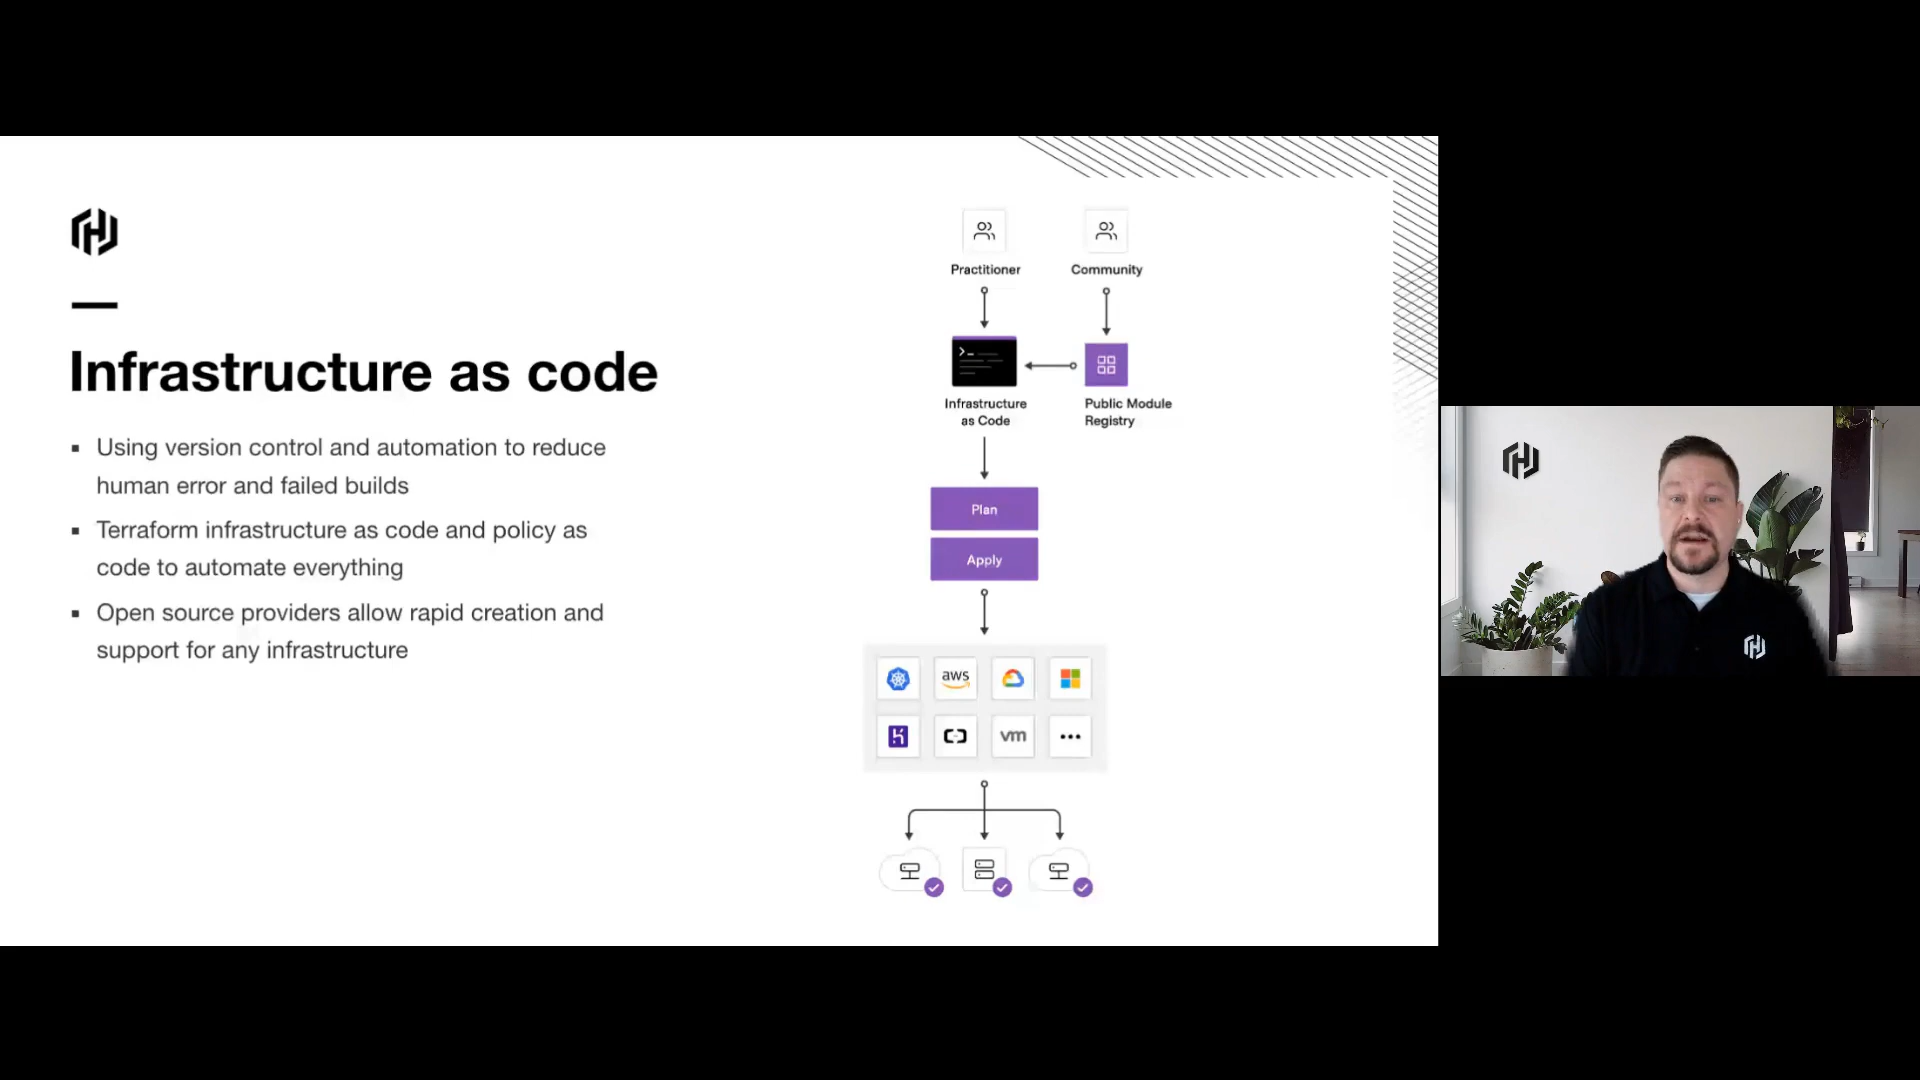 Infrastructure as code
▪ Using version control and automation to reduce
human error and failed builds
▪ Terraform infrastructure as code and policy as
code to automate everything
▪ Open source providers allow rapid creation and
support for any infrastructure
Practitioner
Community
Infrastructure
as Code
Public Module
Registry
Plan
Apply
aws
vm